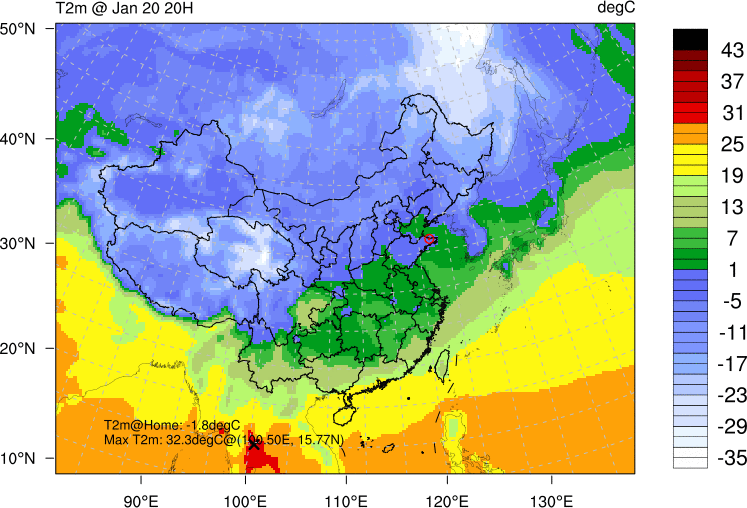 T2m @ Jan 20 20H
degC
50°N
40°N
30°N
20°N
10°N
90°E
100°E
110°E
120°E
130°E
T2m@Home: -1.8degC
Max T2m: 32.3degC@(100.50E, 15.77N)
43
37
31
25
19
13
7
1
-5
-11
-17
-23
-29
-35